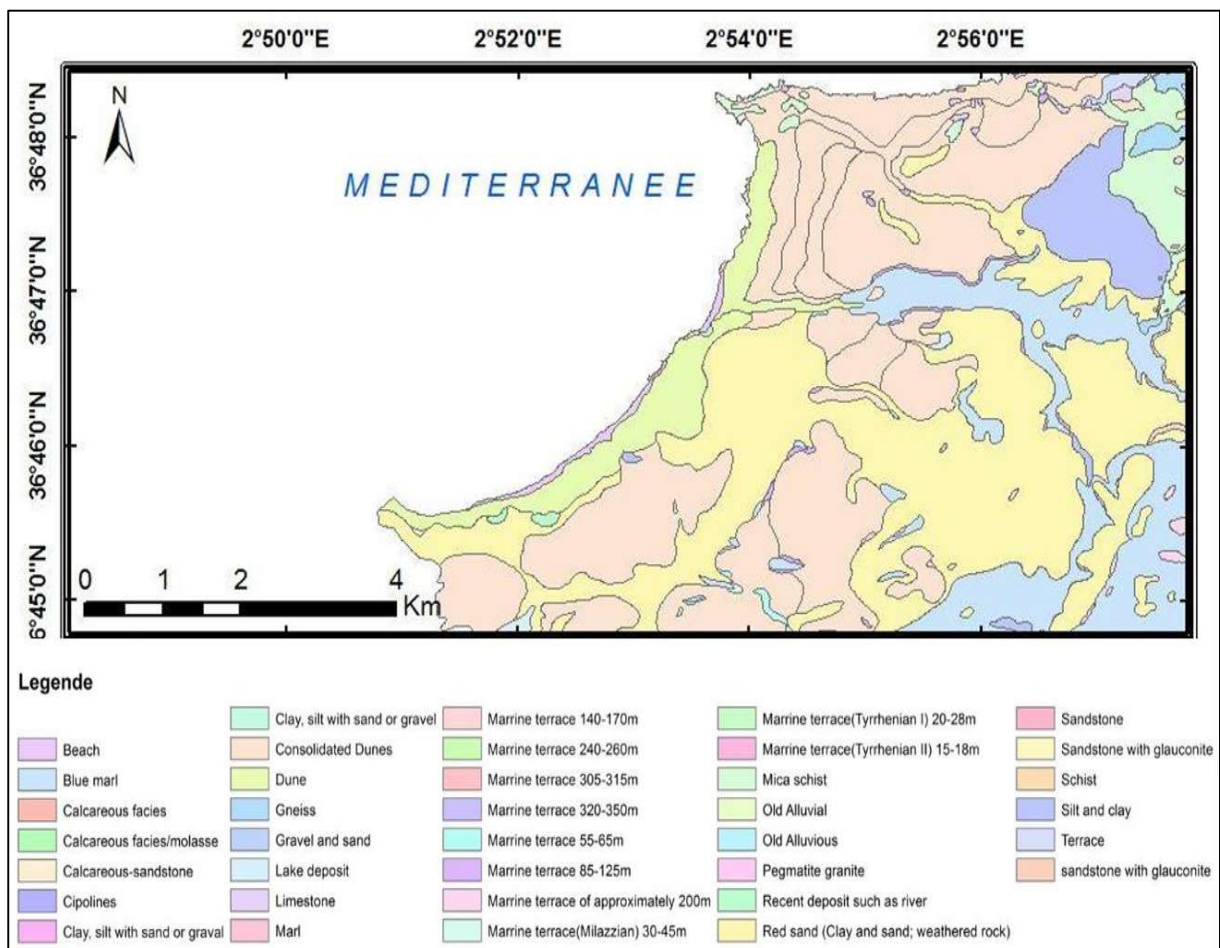 2°50'0"E 2°52'0"E 2°54'0"E 2°56'0"E
N
36°48'0"N
MEDITERRANEE
36°47'0"N
36°46'0"N
6°45'0"N
0 1 2 4
Km
Legende
Beach
Blue marl
Calcareous facies
Calcareous facies/molasse
Calcareous-sandstone
Cipolines
Clay, silt with sand or graval
Clay, silt with sand or gravel
Consolidated Dunes
Dune
Gneiss
Gravel and sand
Lake deposit
Limestone
Marl
Marrine terrace 140-170m
Marrine terrace 240-260m
Marrine terrace 305-315m
Marrine terrace 320-350m
Marrine terrace 55-65m
Marrine terrace 85-125m
Marrine terrace of approximately 200m
Marrine terrace(Milazzian) 30-45m
Marrine terrace(Tyrrhenian I) 20-28m
Marrine terrace(Tyrrhenian II) 15-18m
Mica schist
Old Alluvial
Old Alluvious
Pegmatite granite
Recent deposit such as river
Red sand (Clay and sand; weathered rock)
Sandstone
Sandstone with glauconite
Schist
Silt and clay
Terrace
sandstone with glauconite